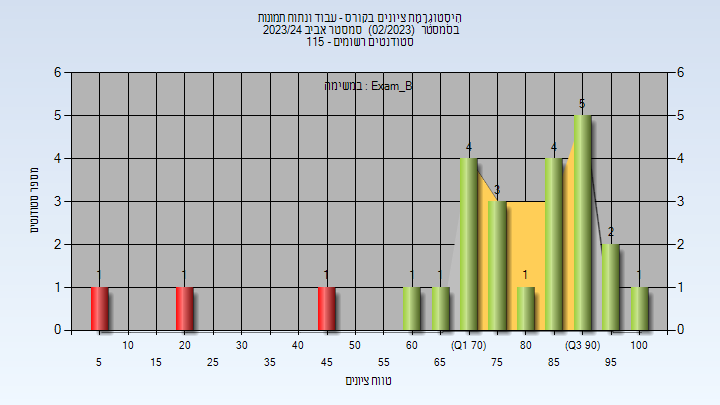 הִיסטוגְרָמַת ציונים בקורס - עבוד ונתוח תמונות
בסמסטר (02/2023) סמסטר אביב 2023/24
סטודנטים רשומים - 115
במשימה : Exam_B
מספר סטודנטים
6 6
5 5
4 4
3 3
2 2
1 1
0 0
1 1 1 1 1 4 3 1 4 5 2 1
10 20 30 40 50 60 (Q1 70) 80 (Q3 90) 100
5 15 25 35 45 55 65 75 85 95
טווח ציונים